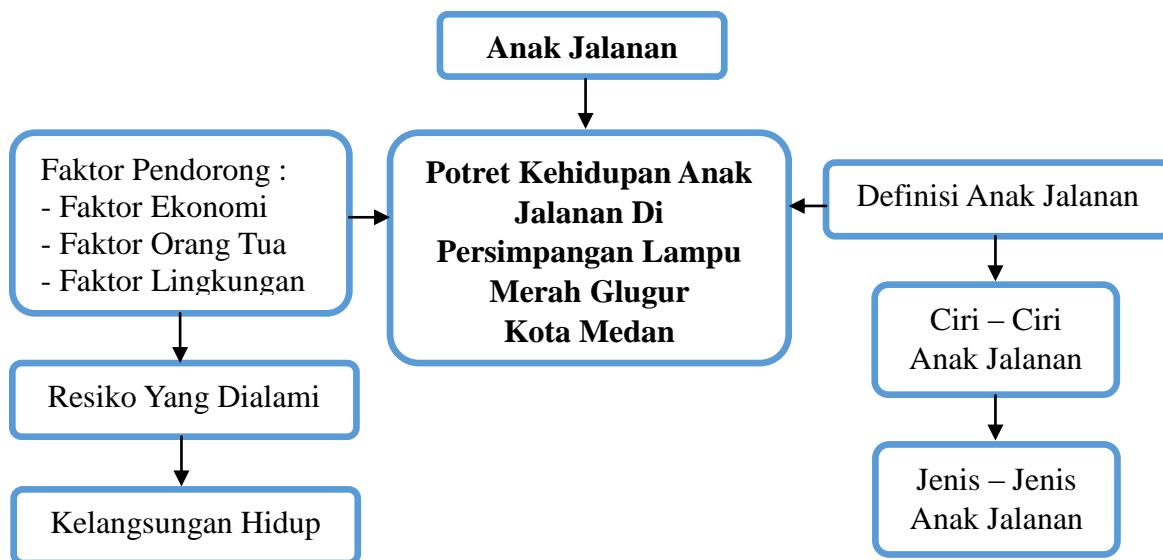 Anak Jalanan
Faktor Pendorong :
- Faktor Ekonomi
- Faktor Orang Tua
- Faktor Lingkungan
Potret Kehidupan Anak
Jalanan Di
Persimpangan Lampu
Merah Glugur
Kota Medan
Definisi Anak Jalanan
Ciri – Ciri
Anak Jalanan
Resiko Yang Dialami
Jenis – Jenis
Anak Jalanan
Kelangsungan Hidup